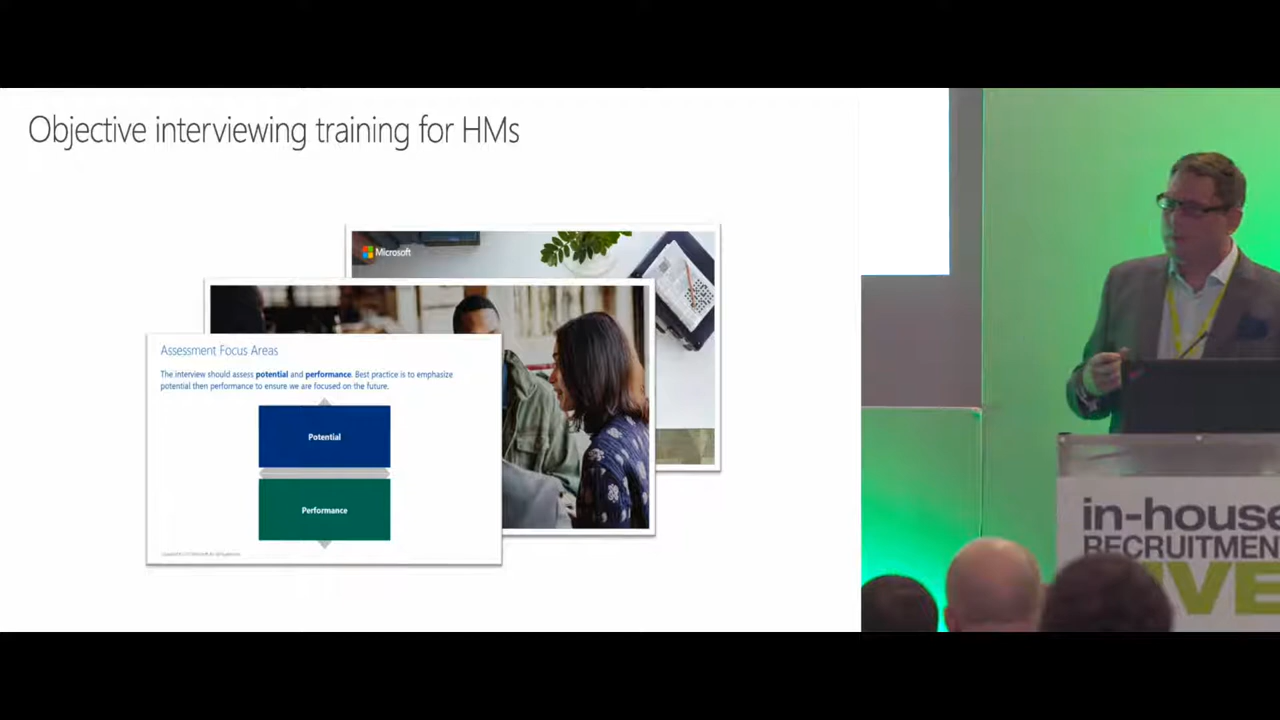 Objective interviewing training for HMs
Microsoft
Assessment Focus Areas
The interview should assess potential and performance. Best practice is to emphasize
potential then performance to ensure we are focused on the future.
Potential
Performance
in-house
RECRUITMEN
IVE